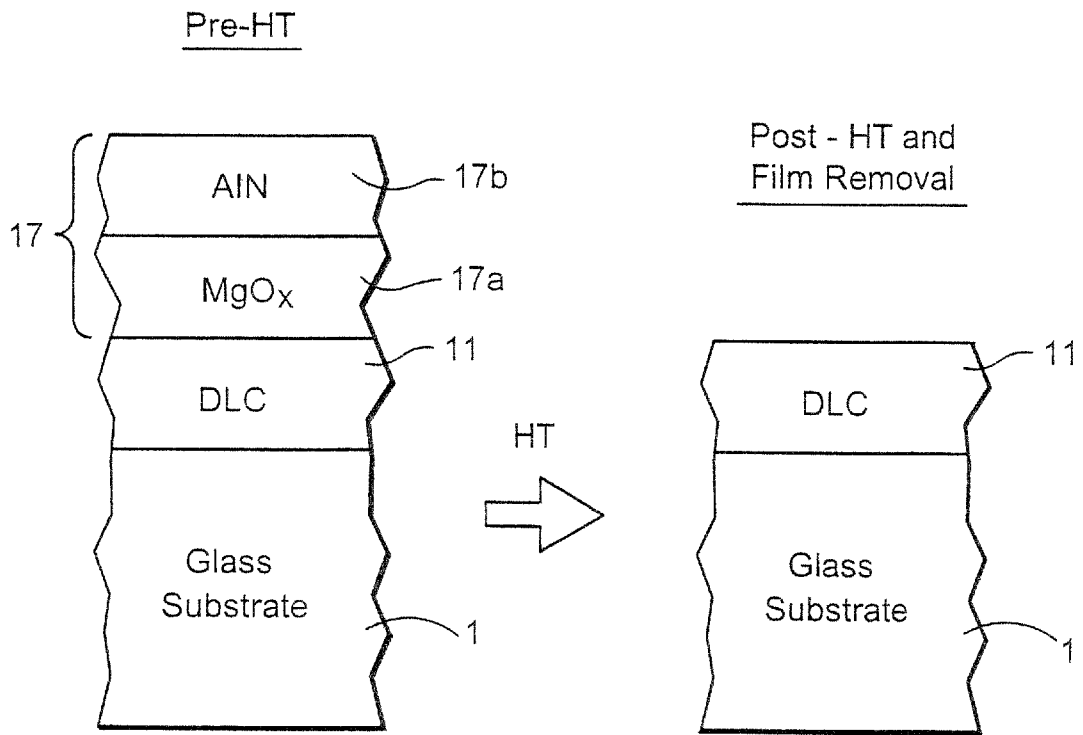 Pre-HT
Post - HT and
Film Removal
17
AlN
17b
MgOx
17a
DLC
11
HT
DLC
11
Glass
Substrate
1
Glass
Substrate
1